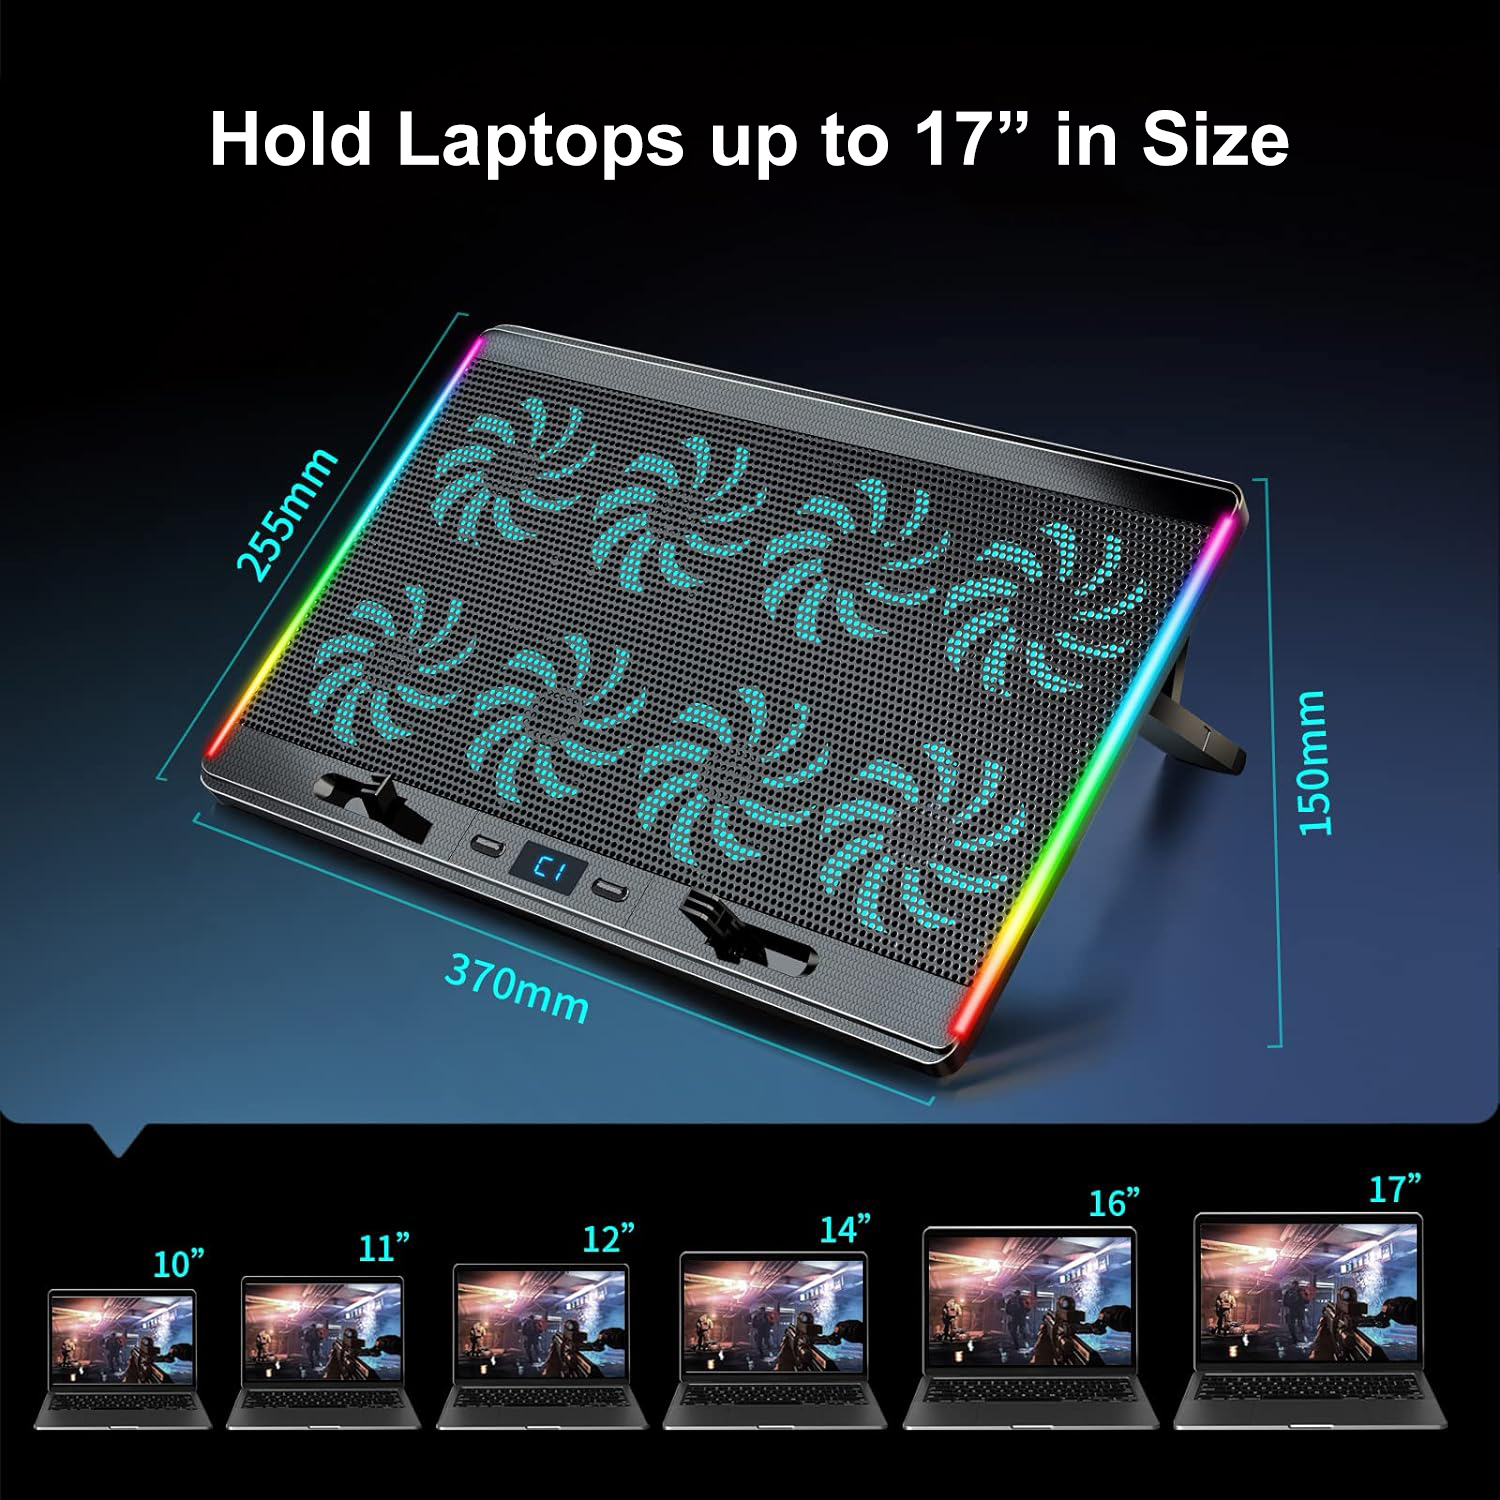 Hold Laptops up to 17” in Size
255mm
150mm
C1
370mm
10”
11”
12”
14”
16”
17”